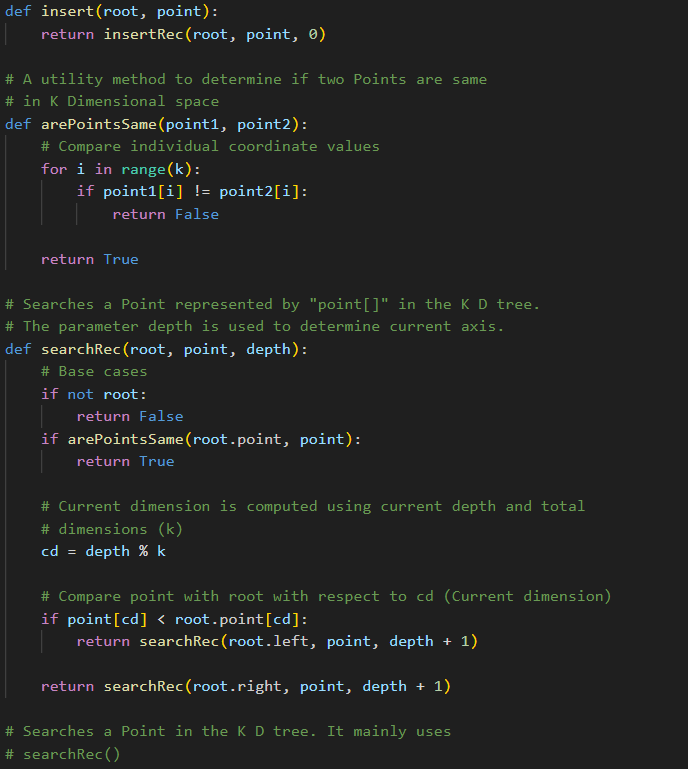 def insert(root, point):
    return insertRec(root, point, 0)

# A utility method to determine if two Points are same
# in K Dimensional space
def arePointsSame(point1, point2):
    # Compare individual coordinate values
    for i in range(k):
        if point1[i] != point2[i]:
            return False

    return True

# Searches a Point represented by "point[]" in the K D tree.
# The parameter depth is used to determine current axis.
def searchRec(root, point, depth):
    # Base cases
    if not root:
        return False
    if arePointsSame(root.point, point):
        return True

    # Current dimension is computed using current depth and total
    # dimensions (k)
    cd = depth % k

    # Compare point with root with respect to cd (Current dimension)
    if point[cd] < root.point[cd]:
        return searchRec(root.left, point, depth + 1)

    return searchRec(root.right, point, depth + 1)

# Searches a Point in the K D tree. It mainly uses
# searchRec()